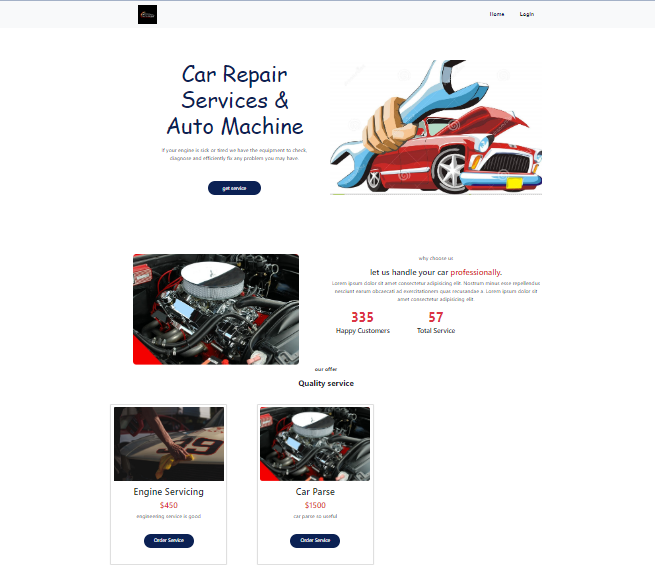 Home Login
Car Repair
Services &
Auto Machine
If your engine is sick or tired we have the equipment to check,
diagnose and efficiently fix any problem you may have
get service
why choose us
let us handle your car professionally.
Lorem ipsum dolor sit amet consectetur adipisicing elit. Nostrum minus esse repellendus
nesciunt earum obcaecati ad exercitationem quas recusandae a. Lorem ipsum dolor sit
amet consectetur adipisicing elit.
335 57
Happy Customers Total Service
our offer
Quality service
39
Engine Servicing
$450
engineering service is good
Order Service
Car Parse
$1500
car parse so useful
Order Service